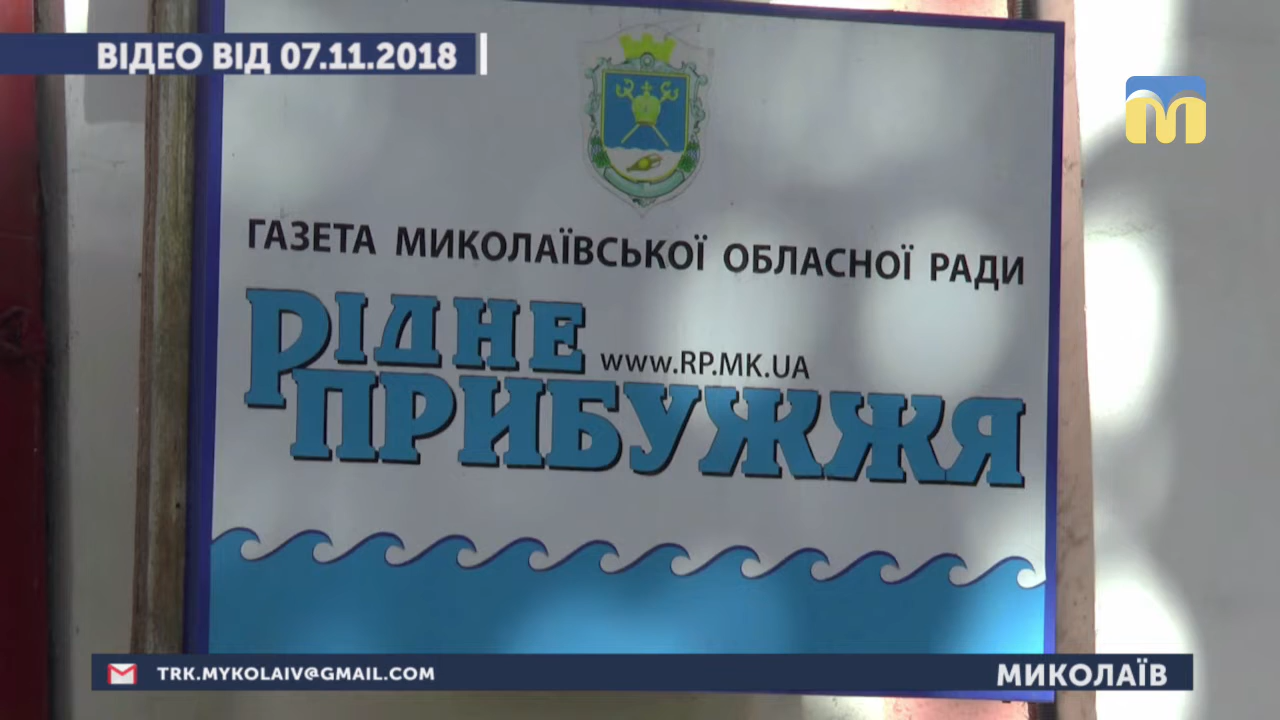 ВІДЕО ВІД 07.11.2018
ГАЗЕТА МИКОЛАЇВСЬКОЇ ОБЛАСНОЇ РАДИ
РІДНЕ
www.RP.MK.UA
ПРИБУЖЖЯ
TRK.MYKOLAIV@GMAIL.COM
МИКОЛАЇВ